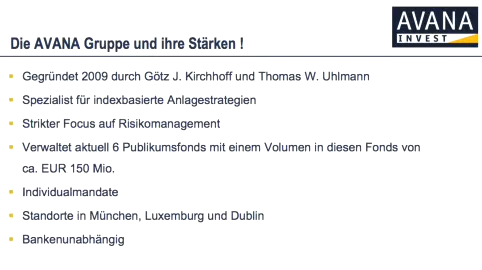 AVANA
INVEST
Die AVANA Gruppe und ihre Stärken !
Gegründet 2009 durch Götz J. Kirchhoff und Thomas W. Uhlmann
Spezialist für indexbasierte Anlagestrategien
Strikter Focus auf Risikomanagement
Verwaltet aktuell 6 Publikumsfonds mit einem Volumen in diesen Fonds von
ca. EUR 150 Mio.
Individualmandate
Standorte in München, Luxemburg und Dublin
Bankenunabhängig